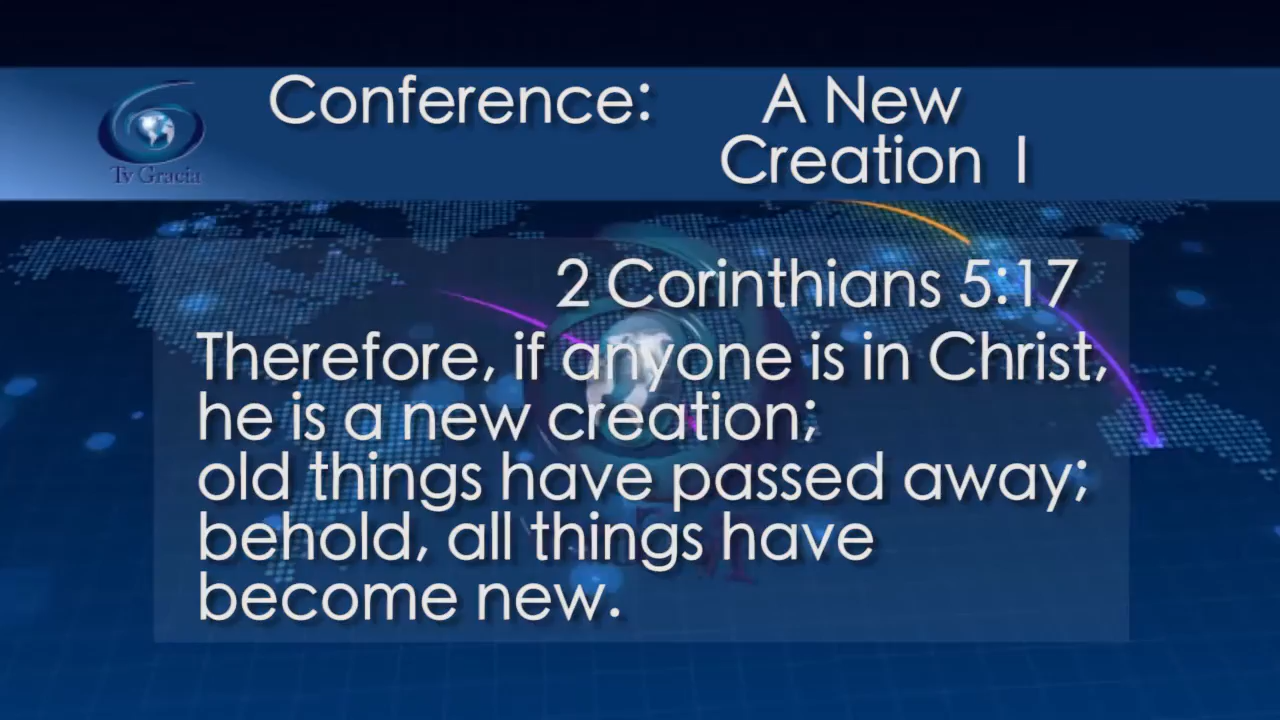 Conference: A New
Creation I
Tv Gracia
2 Corinthians 5:17
Therefore, if anyone is in Christ,
he is a new creation;
old things have passed away;
behold, all things have
become new.